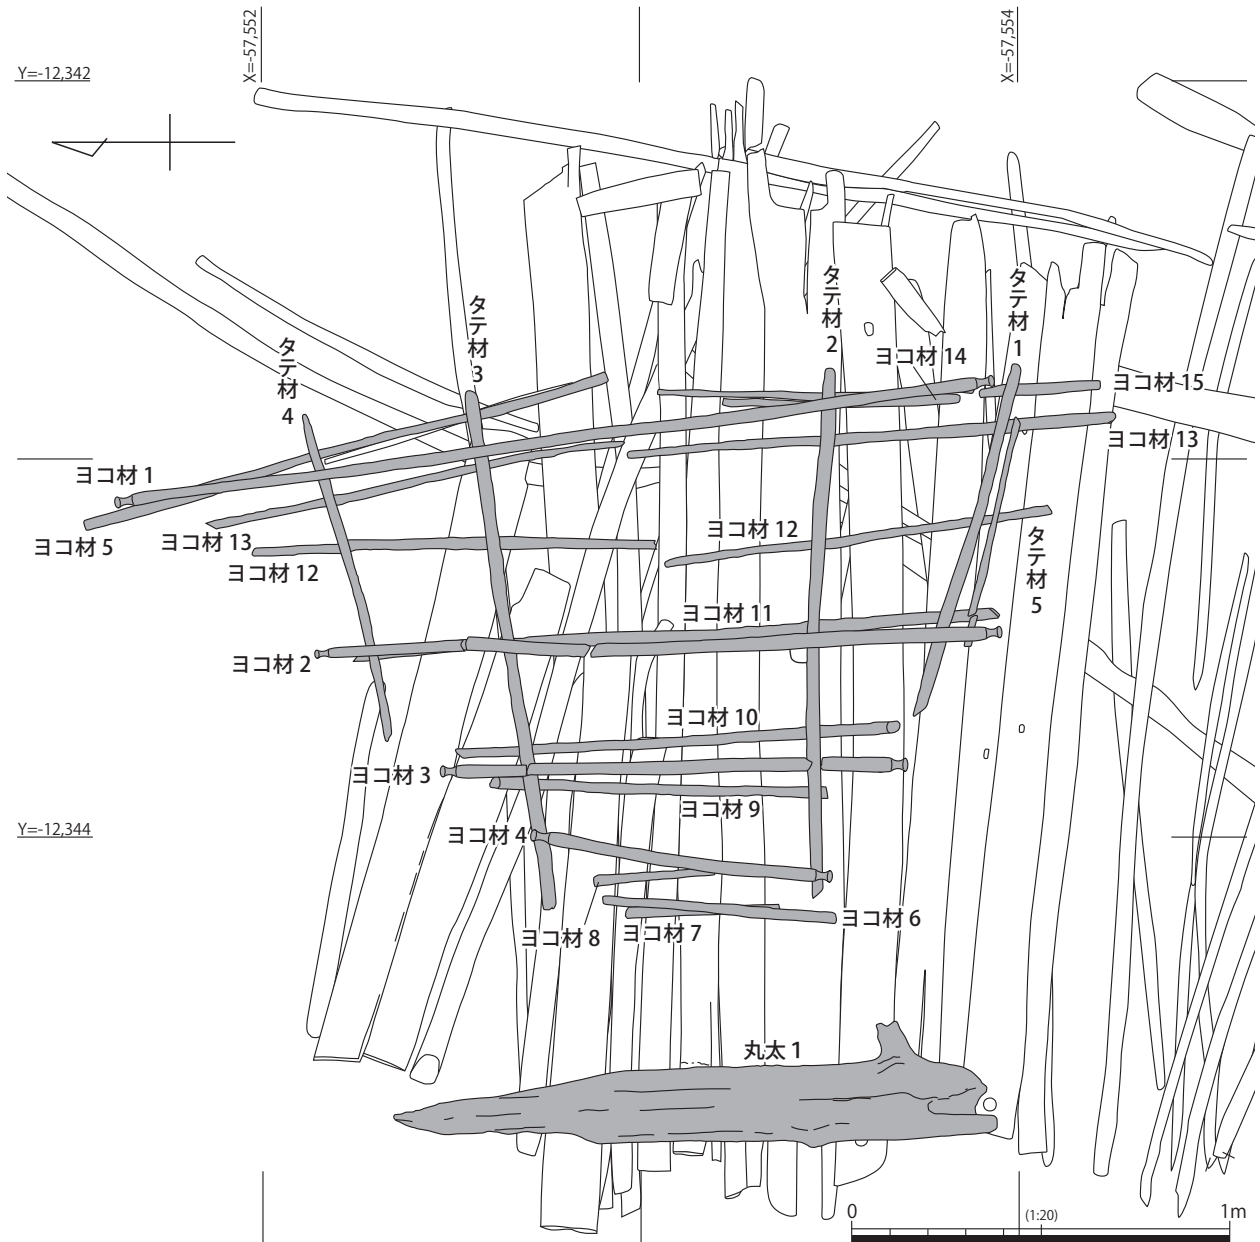 X=-57,552
X=-57,554
Y=-12,342
タテ材1
タテ材2
タテ材3
タテ材4
ヨコ材 14
ヨコ材 15
ヨコ材 13
ヨコ材 1
ヨコ材 5
ヨコ材 13
ヨコ材 12
ヨコ材 12
タテ材5
ヨコ材 11
ヨコ材 2
ヨコ材 10
ヨコ材 3
ヨコ材 9
Y=-12,344
ヨコ材 4
ヨコ材 6
ヨコ材 8
ヨコ材 7
丸太 1
0
(1:20)
1m